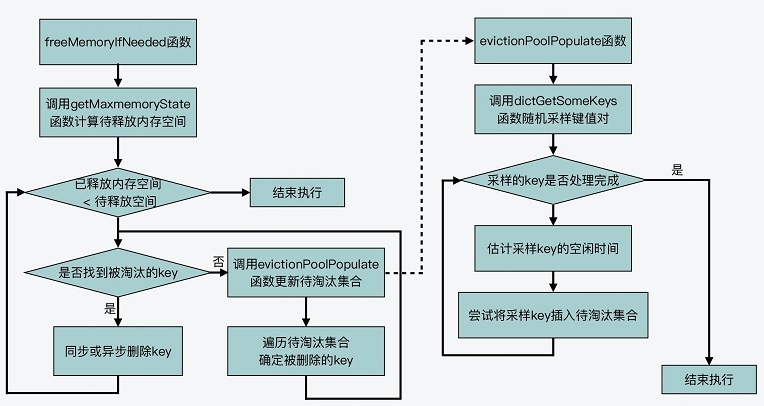 freeMemoryIfNeeded函数
调用getMaxmemoryState
函数计算待释放内存空间
已释放内存空间
< 待释放空间
结束执行
是否找到被淘汰的key
否
是
同步或异步删除key
调用evictionPoolPopulate
函数更新待淘汰集合
遍历待淘汰集合
确定被删除的key
evictionPoolPopulate函数
调用dictGetSomeKeys
函数随机采样键值对
采样的key是否处理完成
是
估计采样key的空闲时间
尝试将采样key插入待淘汰集合
结束执行